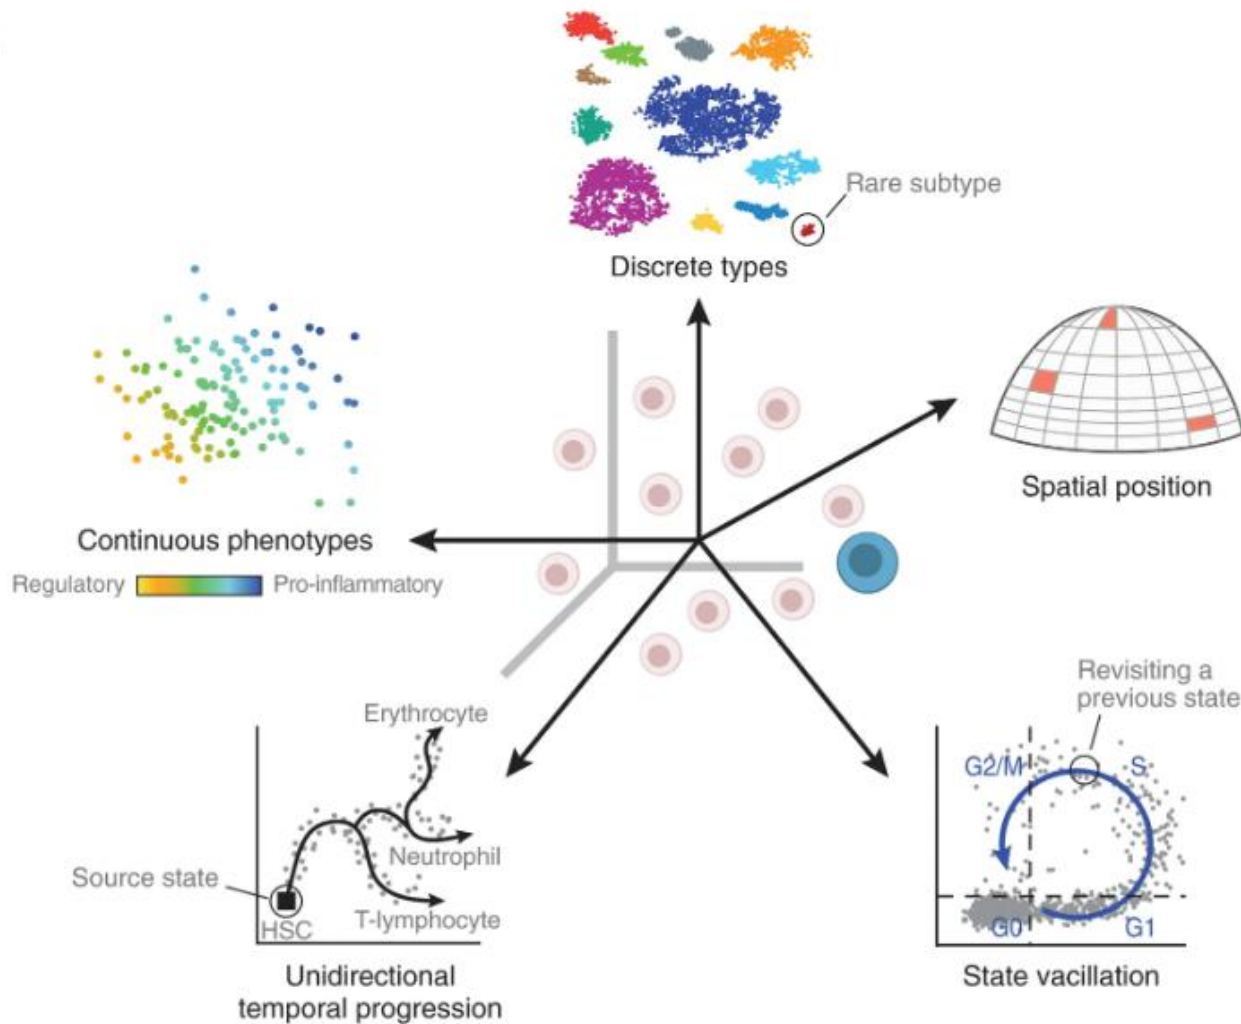 Rare subtype
Discrete types
Spatial position
Continuous phenotypes
Regulatory
Pro-inflammatory
Revisiting a
previous state
G2/M
S
G0
G1
State vacillation
Erythrocyte
Neutrophil
Source state
T-lymphocyte
HSC
Unidirectional
temporal progression